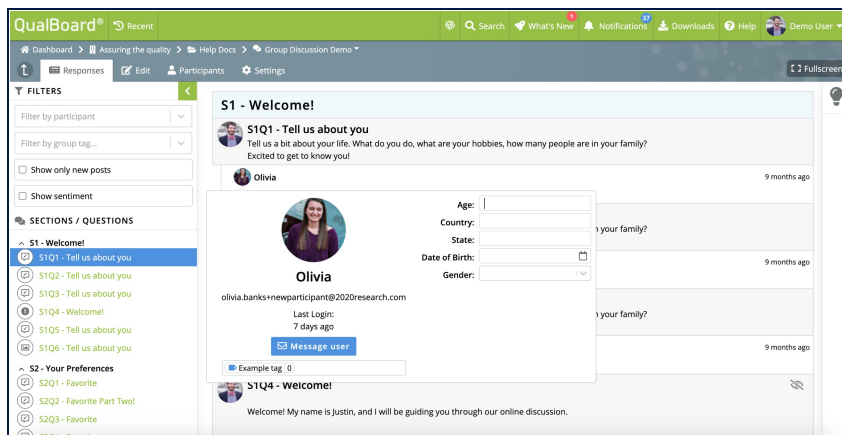 QualBoard® Recent Search What's New 1 Notifications 37 Downloads Help Demo User
Dashboard > Assuring the quality > Help Docs > Group Discussion Demo
Responses Edit Participants Settings Fullscreen
FILTERS
Filter by participant
Filter by group tag...
Show only new posts
Show sentiment
SECTIONS / QUESTIONS
S1 - Welcome!
S1Q1 - Tell us about you
S1Q2 - Tell us about you
S1Q3 - Tell us about you
S1Q4 - Welcome!
S1Q5 - Tell us about you
S1Q6 - Tell us about you
S2 - Your Preferences
S2Q1 - Favorite
S2Q2 - Favorite Part Two!
S2Q3 - Favorite
S1 - Welcome!
S1Q1 - Tell us about you
Tell us a bit about your life. What do you do, what are your hobbies, how many people are in your family?
Excited to get to know you!
Olivia 9 months ago
Olivia
olivia.banks+newparticipant@2020research.com
Last Login:
7 days ago
Message user
Example tag 0
Age:
Country:
State:
Date of Birth:
Gender:
n your family?
9 months ago
n your family?
9 months ago
S1Q4 - Welcome!
Welcome! My name is Justin, and I will be guiding you through our online discussion.